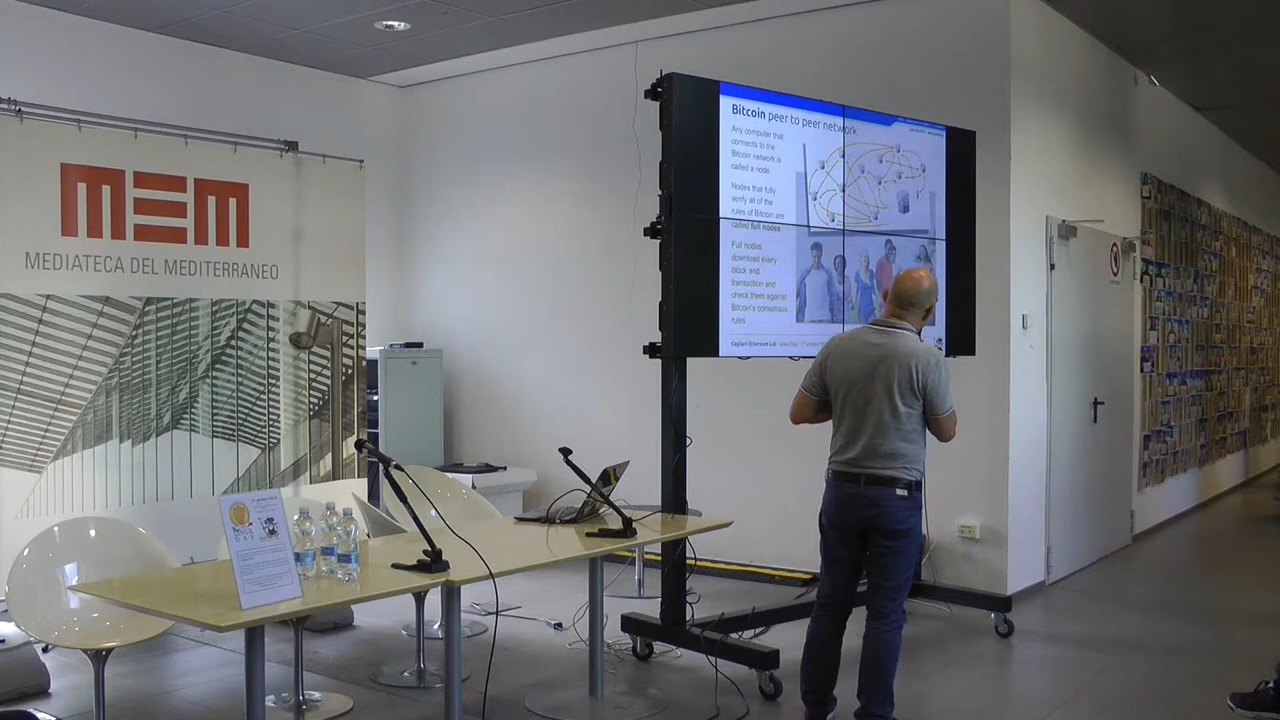 MEM
MEDIATECA DEL MEDITERRANEO
Bitcoin peer to peer network
Any computer that
connects to the
Bitcoin network is
called a node.
Nodes that fully
verify all of the
rules of Bitcoin are
called full nodes
Full nodes
download every
block and
transaction and
check them against
Bitcoin's consensus
rules
Cagliari Ethereum Lab
DAY